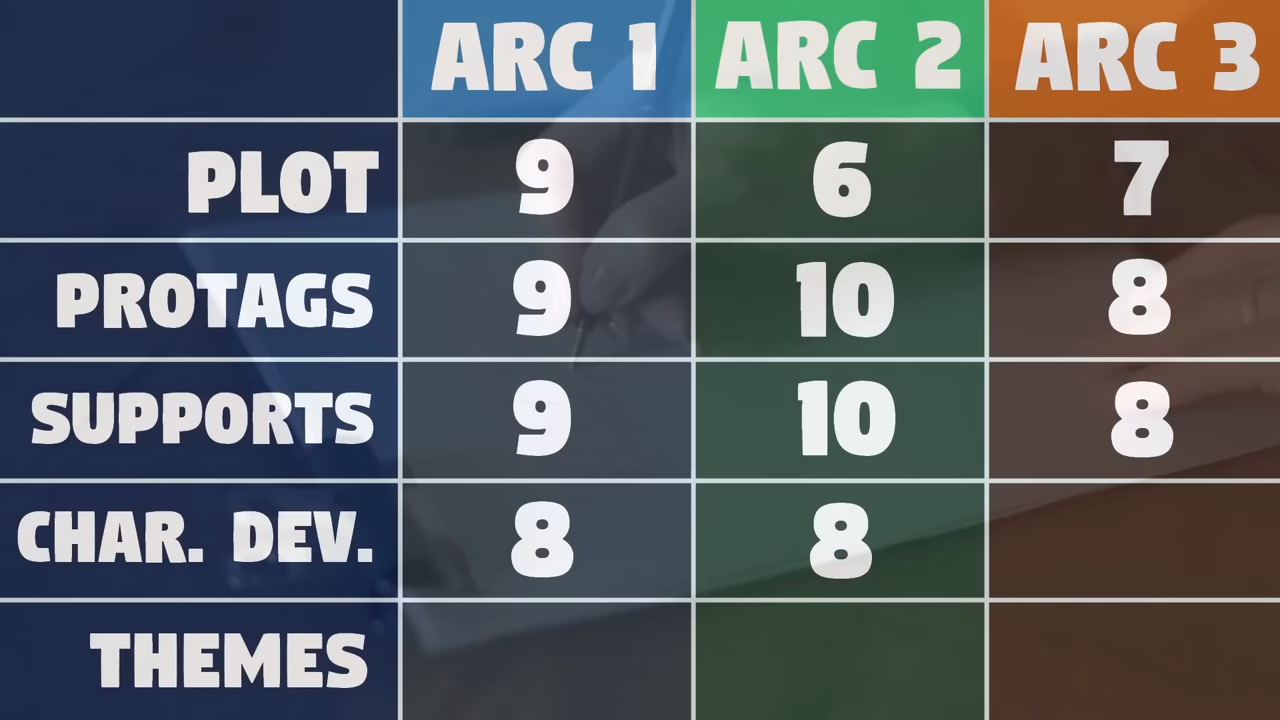 ARC 1 ARC 2 ARC 3
PLOT 9 6 7
PROTAGS 9 10 8
SUPPORTS 9 10 8
CHAR. DEV. 8 8
THEMES